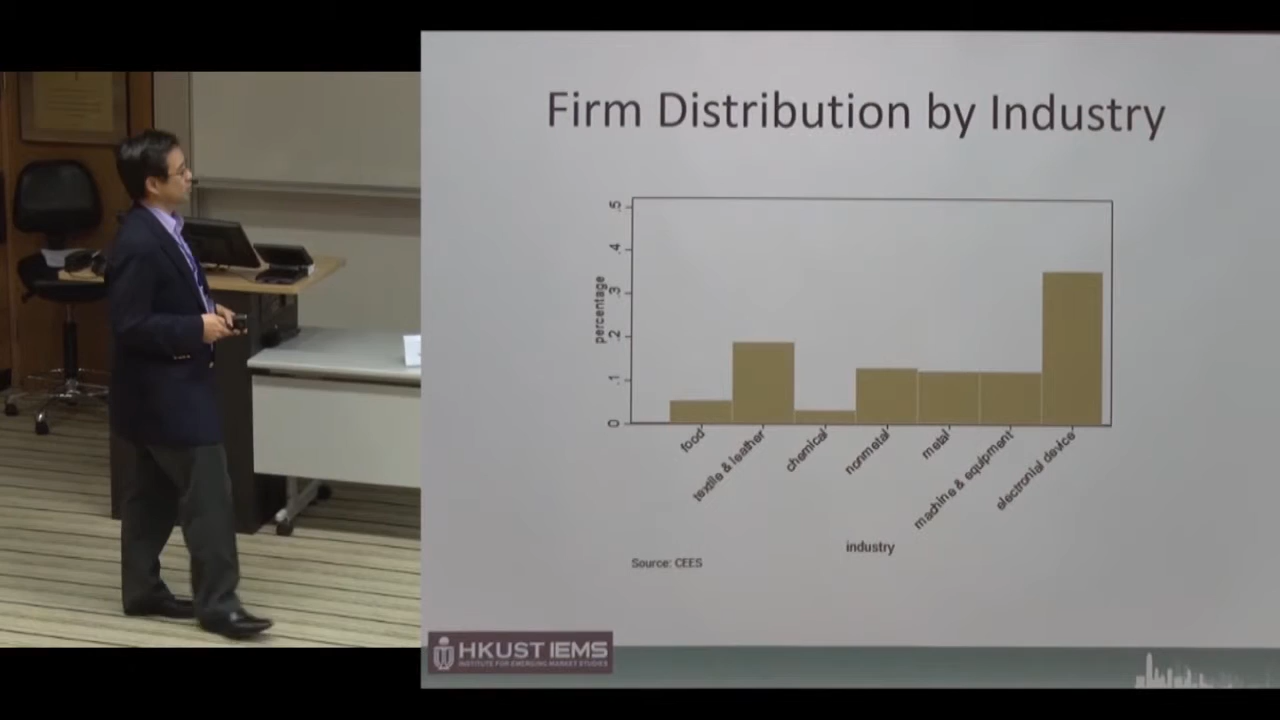 Firm Distribution by Industry
.5
.4
.3
.2
.1
0
percentage
food
textile & leather
chemical
nonmetal
metal
machine & equipment
electronial device
industry
Source: CEES
HKUST IEMS
INSTITUTE FOR EMERGING MARKET STUDIES